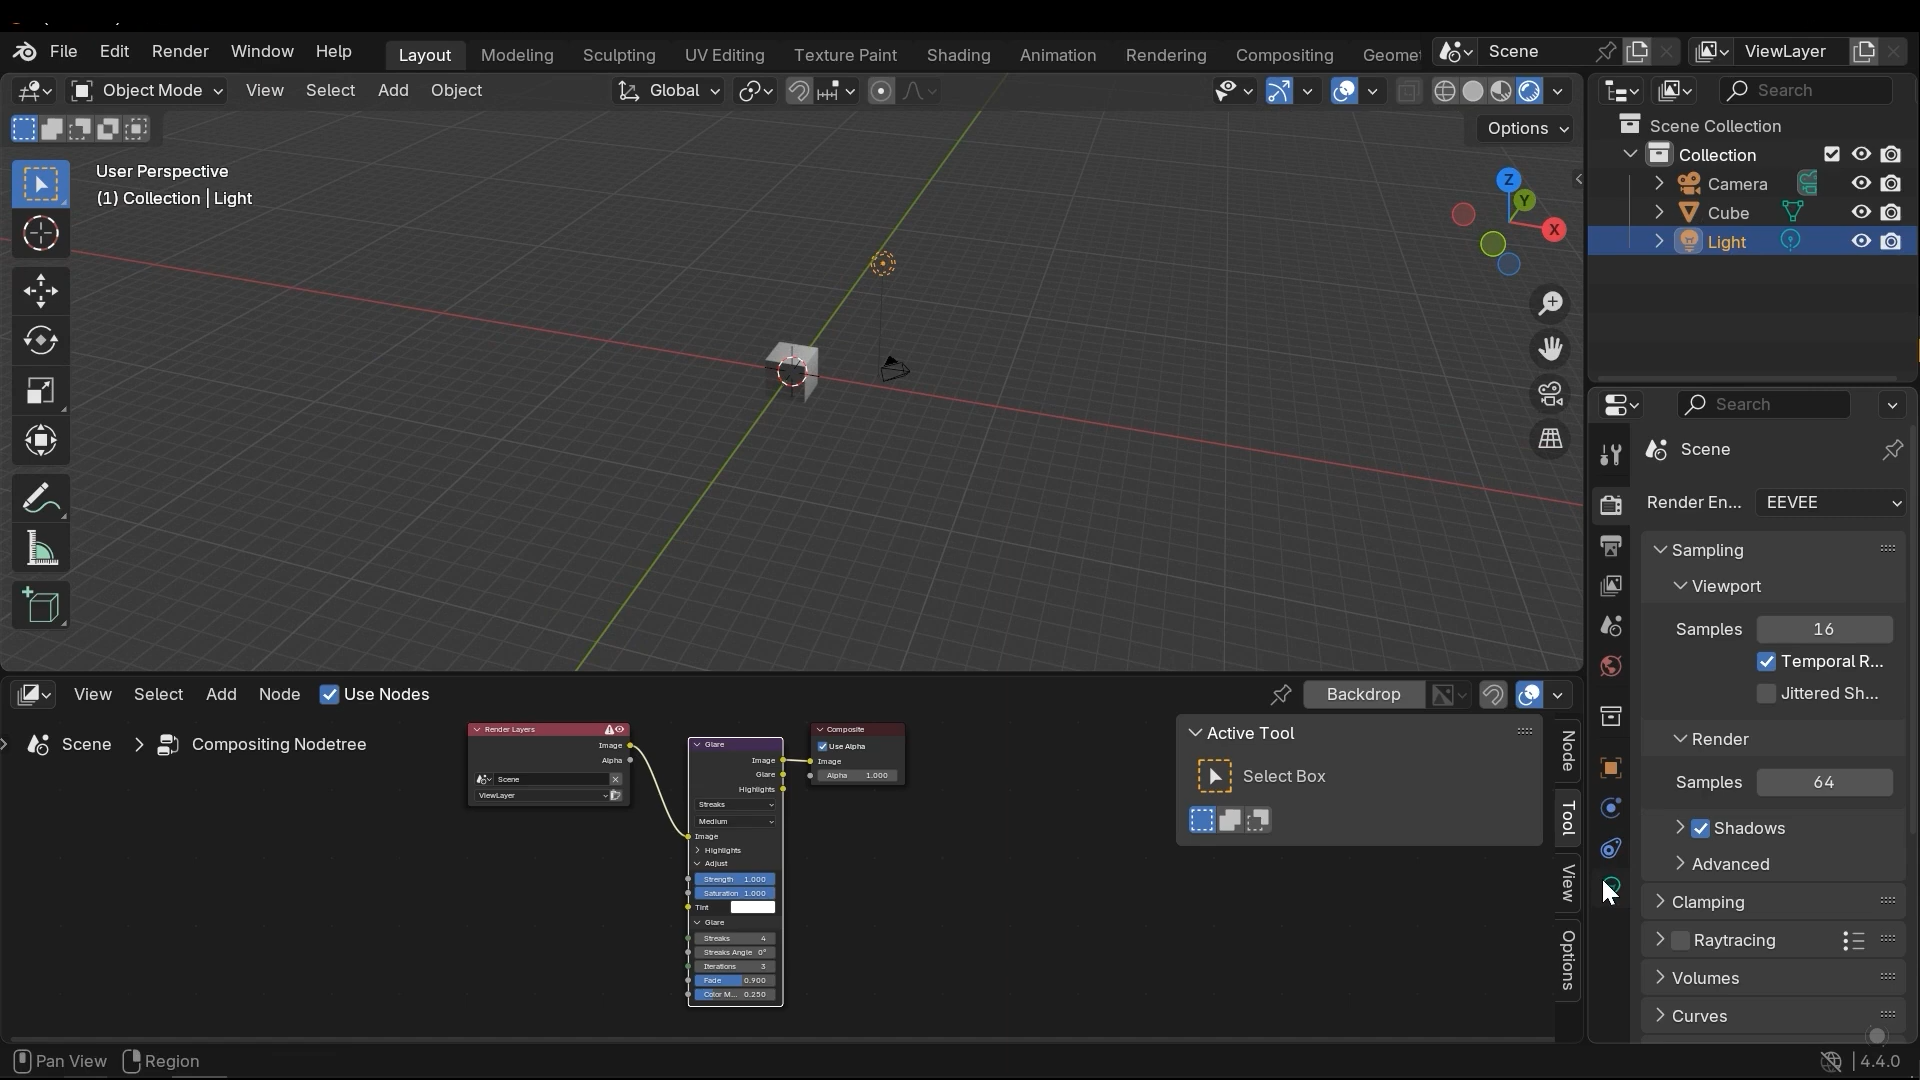 File Edit Render Window Help Layout Modeling Sculpting UV Editing Texture Paint Shading Animation Rendering Compositing Geomet Scene ViewLayer
Object Mode View Select Add Object Global Search
Options
User Perspective
(1) Collection | Light
Z
Y
X
Scene Collection
Collection
Camera
Cube
Light
Search
Scene
Render En... EEVEE
Sampling
Viewport
Samples 16
Temporal R...
Jittered Sh...
Render
Samples 64
Shadows
Advanced
Clamping
Raytracing
Volumes
Curves
View Select Add Node Use Nodes Backdrop
Scene Compositing Nodetree
Render Layers
Image
Alpha
Scene
ViewLayer
Glare
Image
Glare
Highlights
Streaks
Medium
Image
Highlights
Adjust
Strength 1.000
Saturation 1.000
Tint
Glare
Streaks 4
Streaks Angle 0°
Iterations 3
Fade 0.900
Color M... 0.250
Composite
Use Alpha
Image
Alpha 1.000
Active Tool
Select Box
Node
Tool
View
Options
Pan View Region 4.4.0